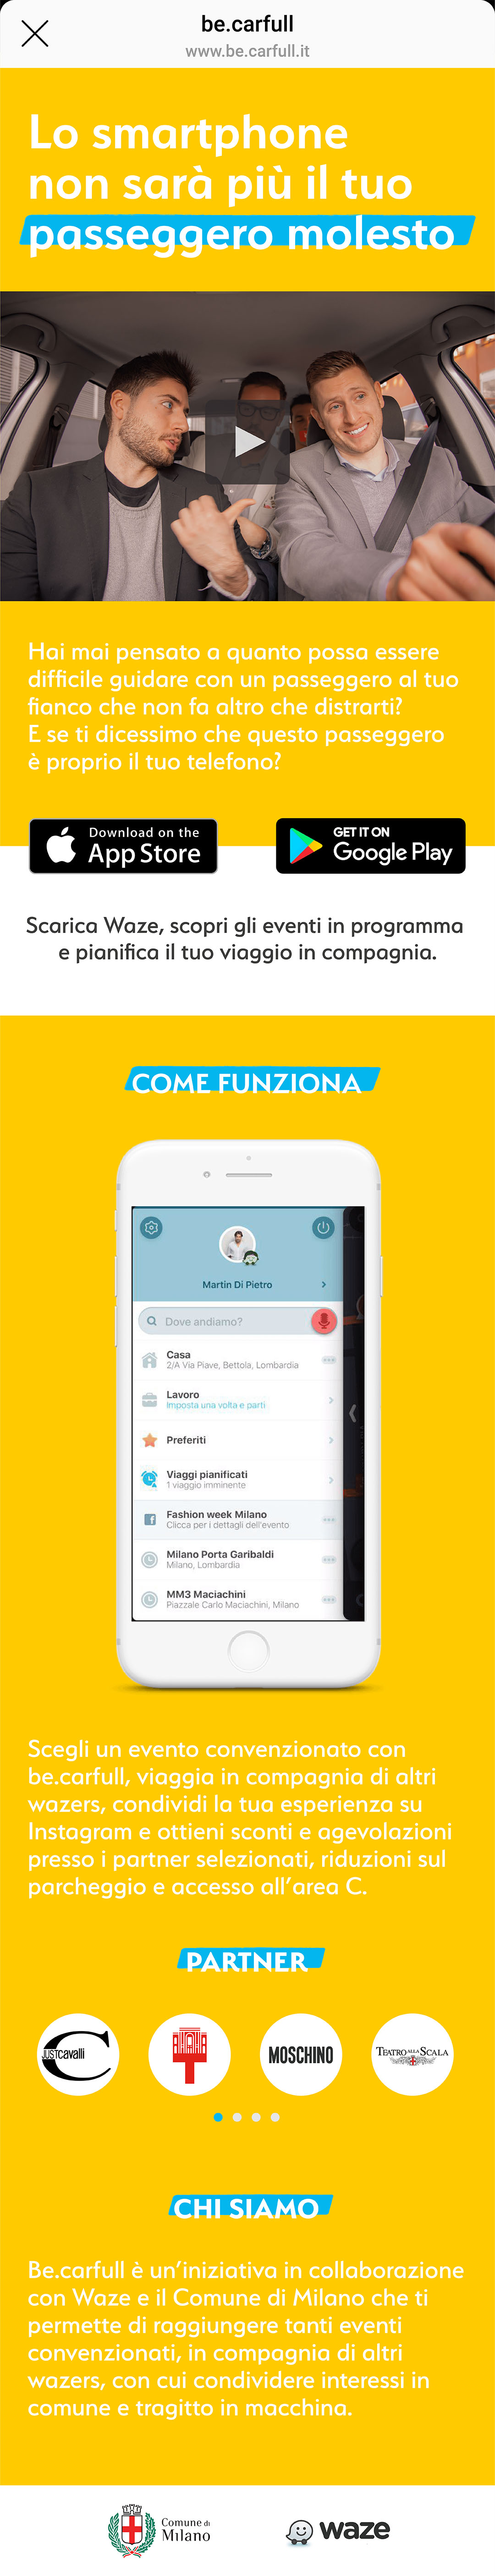 be.carfull
www.be.carfull.it
Lo smartphone
non sarà più il tuo
passeggero molesto
Hai mai pensato a quanto possa essere
difficile guidare con un passeggero al tuo
fianco che non fa altro che distrarti?
E se ti dicessimo che questo passeggero
è proprio il tuo telefono?
Download on the
App Store
GET IT ON
Google Play
Scarica Waze, scopri gli eventi in programma
e pianifica il tuo viaggio in compagnia.
COME FUNZIONA
Martin Di Pietro
Dove andiamo?
Casa
2/A Via Piave, Bettola, Lombardia
Lavoro
Imposta una volta e parti
Preferiti
Viaggi pianificati
1 viaggio imminente
Fashion week Milano
Clicca per i dettagli dell'evento
Milano Porta Garibaldi
Milano, Lombardia
MM3 Maciachini
Piazzale Carlo Maciachini, Milano
Scegli un evento convenzionato con
be.carfull, viaggia in compagnia di altri
wazers, condividi la tua esperienza su
Instagram e ottieni sconti e agevolazioni
presso i partner selezionati, riduzioni sul
parcheggio e accesso all'area C.
PARTNER
JUST cavalli
MOSCHINO
TEATRO ALLA SCALA
CHI SIAMO
Be.carfull è un'iniziativa in collaborazione
con Waze e il Comune di Milano che ti
permette di raggiungere tanti eventi
convenzionati, in compagnia di altri
wazers, con cui condividere interessi in
comune e tragitto in macchina.
Comune di
Milano
waze